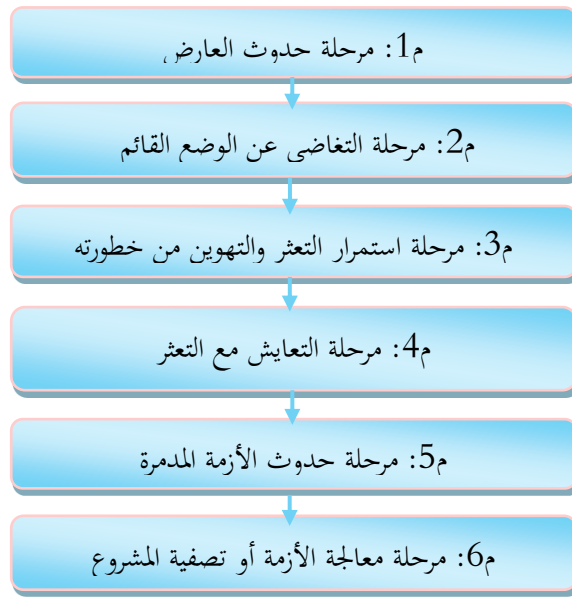 م1: مرحلة حدوث العارض
م2: مرحلة التغاضي عن الوضع القائم
م3: مرحلة استمرار التعثر والتهوين من خطورته
م4: مرحلة التعايش مع التعثر
م5: مرحلة حدوث الأزمة المدمرة
م6: مرحلة معالجة الأزمة أو تصفية المشروع